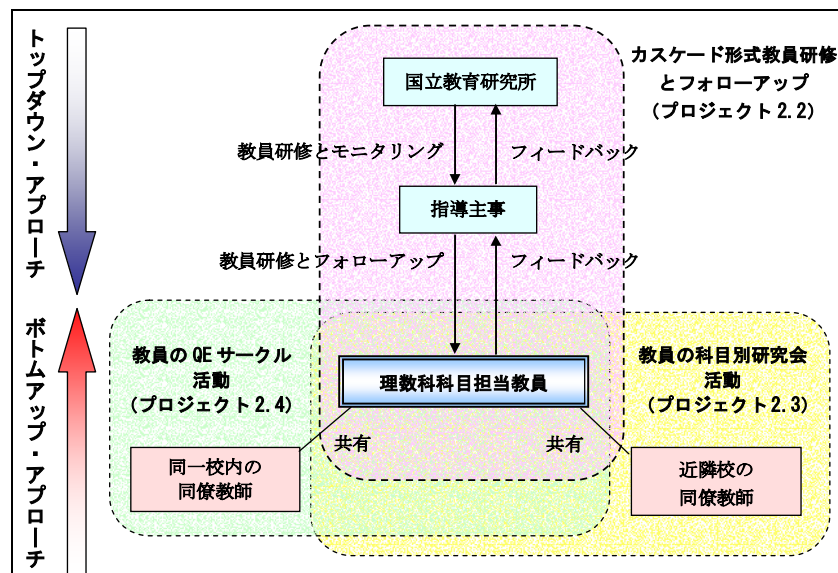 トップダウン・アプローチ
カスケード形式教員研修
とフォローアップ
(プロジェクト2.2)
国立教育研究所
教員研修とモニタリング
フィードバック
指導主事
教員研修とフォローアップ
フィードバック
ボトムアップ・アプローチ
教員の QE サークル
活動
(プロジェクト2.4)
教員の科目別研究会
活動
(プロジェクト2.3)
理数科科目担当教員
共有
共有
同一校内の
同僚教師
近隣校の
同僚教師